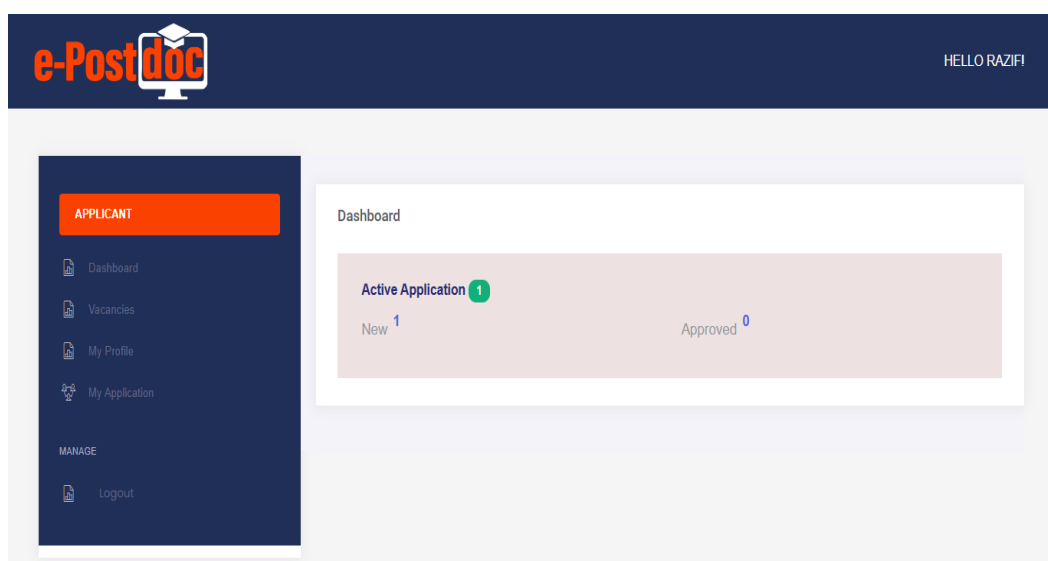 e-Postdoc
HELLO RAZIF!
APPLICANT
Dashboard
Vacancies
My Profile
My Application
MANAGE
Logout
Dashboard
Active Application 1
New 1
Approved 0